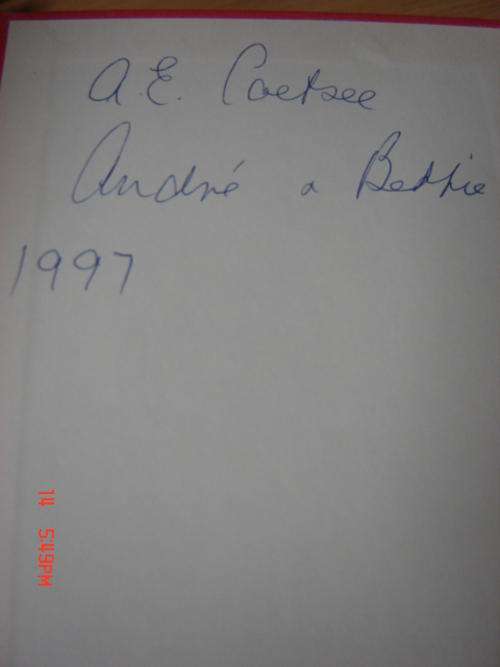 A.E. Coetsee
André & Bettie
1997
14 5:49PM